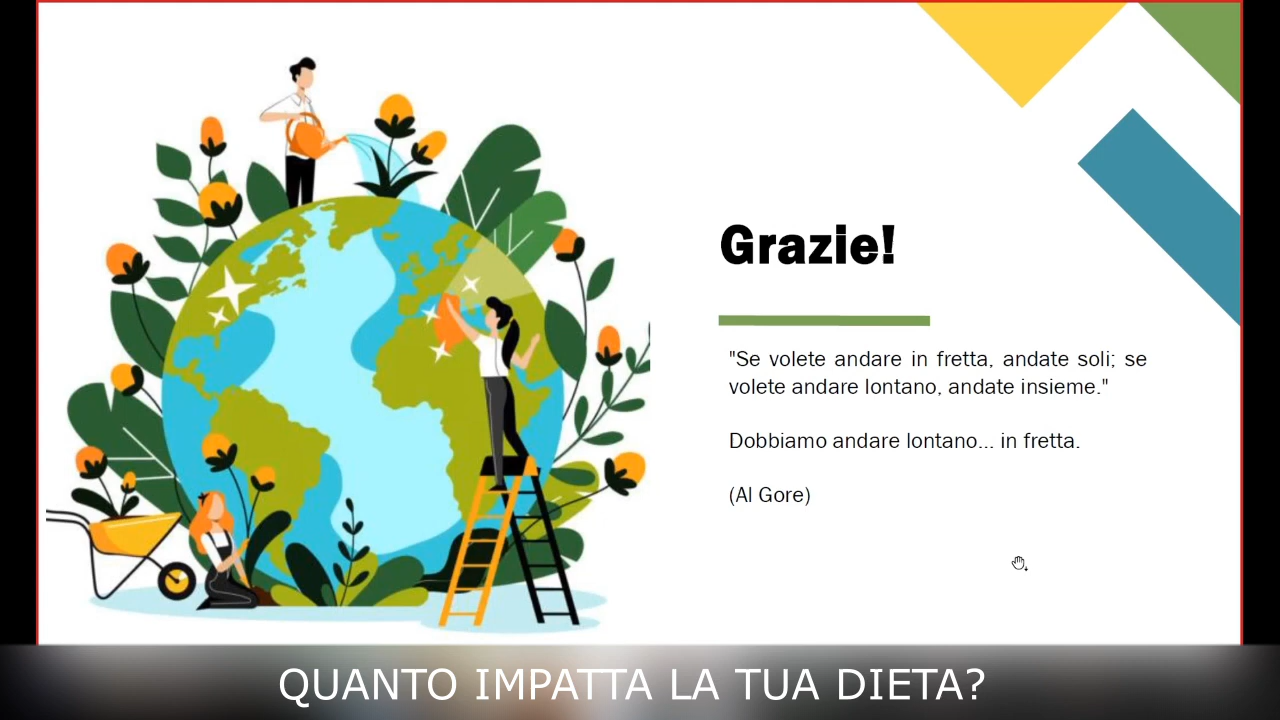 Grazie!
"Se volete andare in fretta, andate soli; se
volete andare lontano, andate insieme."
Dobbiamo andare lontano... in fretta.
(Al Gore)
QUANTO IMPATTA LA TUA DIETA?